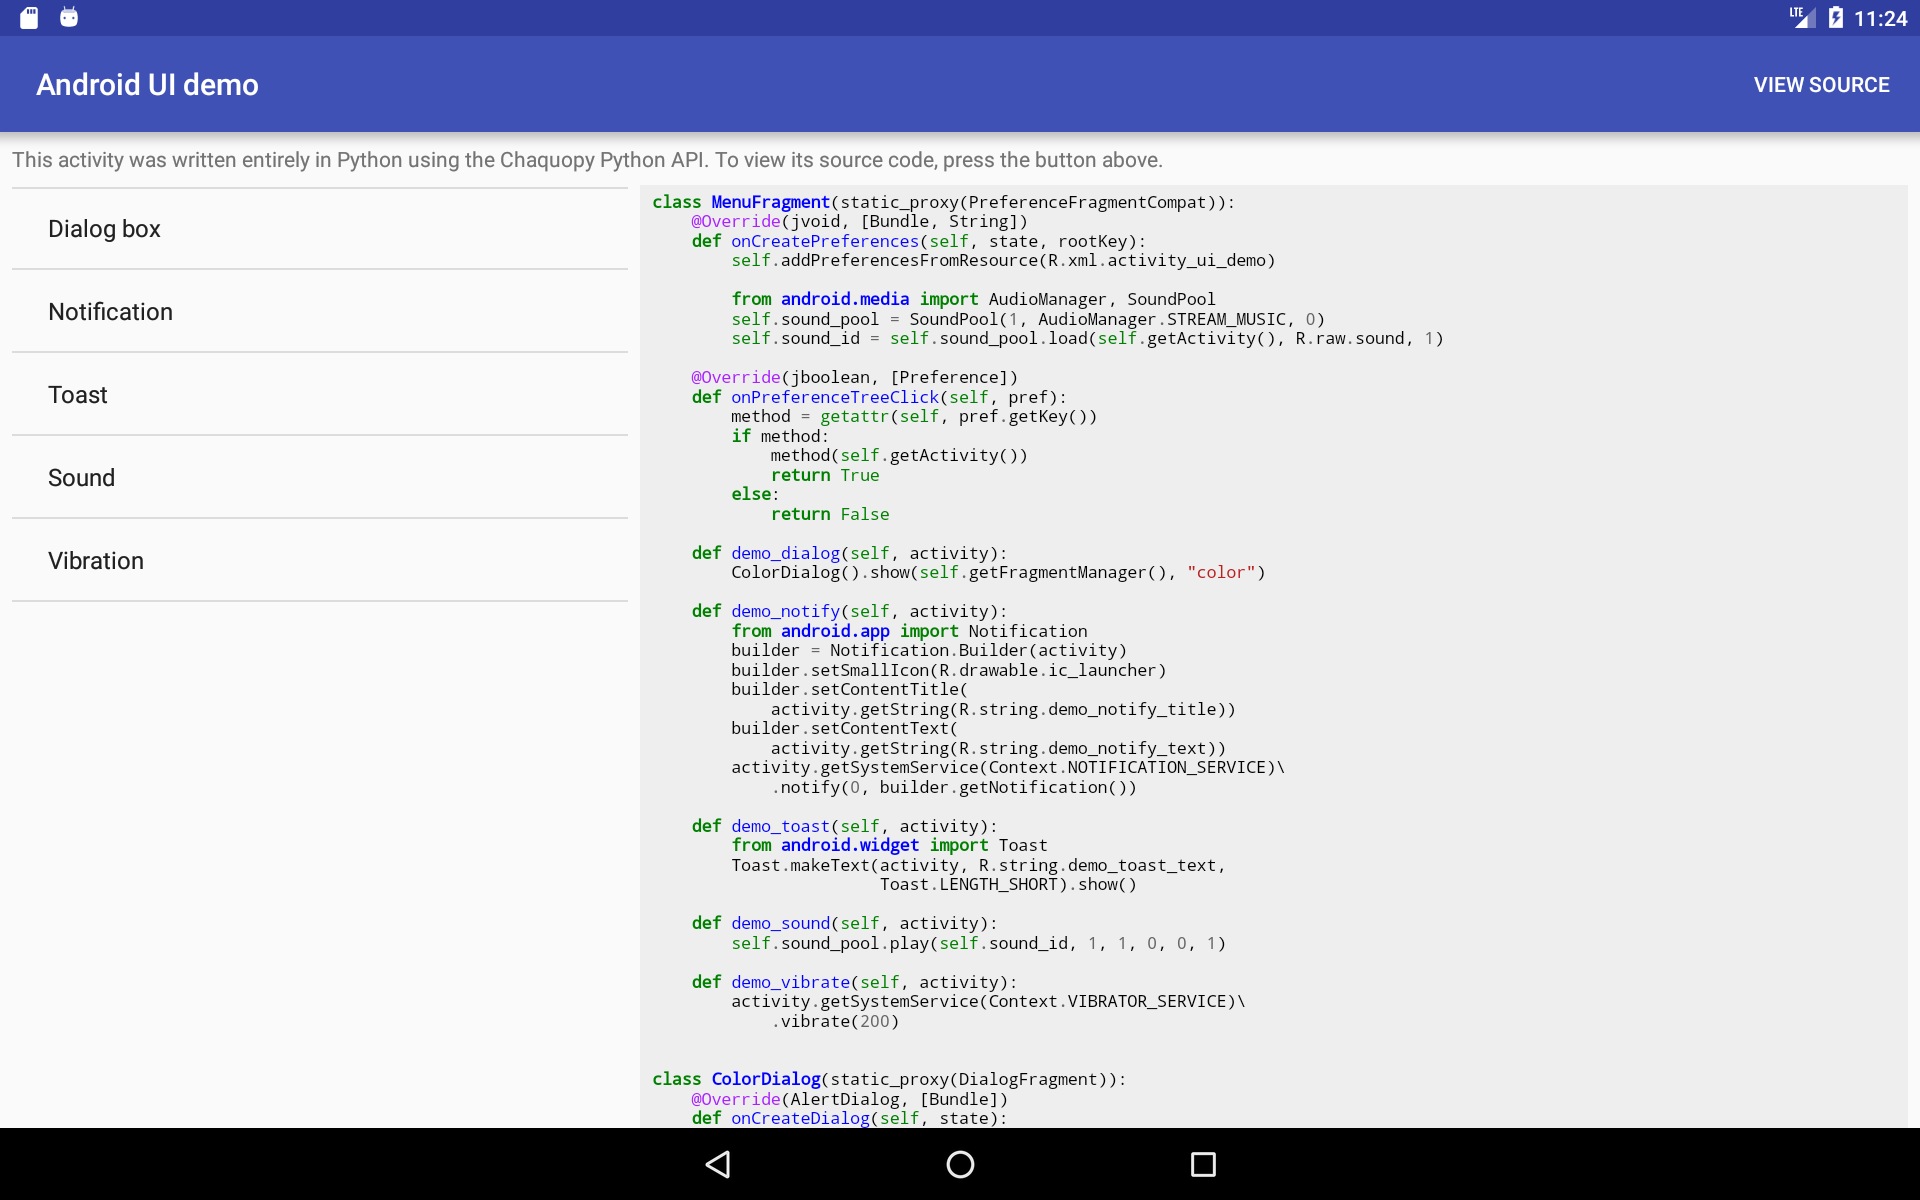 LTE 11:24
Android UI demo
VIEW SOURCE
This activity was written entirely in Python using the Chaquopy Python API. To view its source code, press the button above.
Dialog box
Notification
Toast
Sound
Vibration
class MenuFragment(static_proxy(PreferenceFragmentCompat)):
    @Override(jvoid, [Bundle, String])
    def onCreatePreferences(self, state, rootKey):
        self.addPreferencesFromResource(R.xml.activity_ui_demo)

        from android.media import AudioManager, SoundPool
        self.sound_pool = SoundPool(1, AudioManager.STREAM_MUSIC, 0)
        self.sound_id = self.sound_pool.load(self.getActivity(), R.raw.sound, 1)

    @Override(jboolean, [Preference])
    def onPreferenceTreeClick(self, pref):
        method = getattr(self, pref.getKey())
        if method:
            method(self.getActivity())
            return True
        else:
            return False

    def demo_dialog(self, activity):
        ColorDialog().show(self.getFragmentManager(), "color")

    def demo_notify(self, activity):
        from android.app import Notification
        builder = Notification.Builder(activity)
        builder.setSmallIcon(R.drawable.ic_launcher)
        builder.setContentTitle(
            activity.getString(R.string.demo_notify_title))
        builder.setContentText(
            activity.getString(R.string.demo_notify_text))
        activity.getSystemService(Context.NOTIFICATION_SERVICE)\
            .notify(0, builder.getNotification())

    def demo_toast(self, activity):
        from android.widget import Toast
        Toast.makeText(activity, R.string.demo_toast_text,
                       Toast.LENGTH_SHORT).show()

    def demo_sound(self, activity):
        self.sound_pool.play(self.sound_id, 1, 1, 0, 0, 1)

    def demo_vibrate(self, activity):
        activity.getSystemService(Context.VIBRATOR_SERVICE)\
            .vibrate(200)

class ColorDialog(static_proxy(DialogFragment)):
    @Override(AlertDialog, [Bundle])
    def onCreateDialog(self, state):